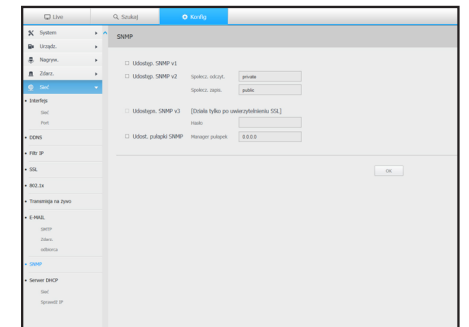 Live
Szukaj
Konfig
System
Urządz.
Nagryw.
Zdarz.
Sieć
Interfejs
Sieć
Port
DDNS
Filtr IP
SSL
802.1x
Transmisja na żywo
E-MAIL
Zdarz.
odbiorca
SNMP
Serwer DHCP
Sieć
Sprawdź IP
SNMP
Udostęp. SNMP v1
Udostęp. SNMP v2
Społecz. odczyt.
private
Społecz. zapis.
public
Udostępn. SNMP v3
[Działa tylko po uwierzytelnieniu SSL]
Hasło
Udost. pułapki SNMP
Manager pułapek
0.0.0.0
OK